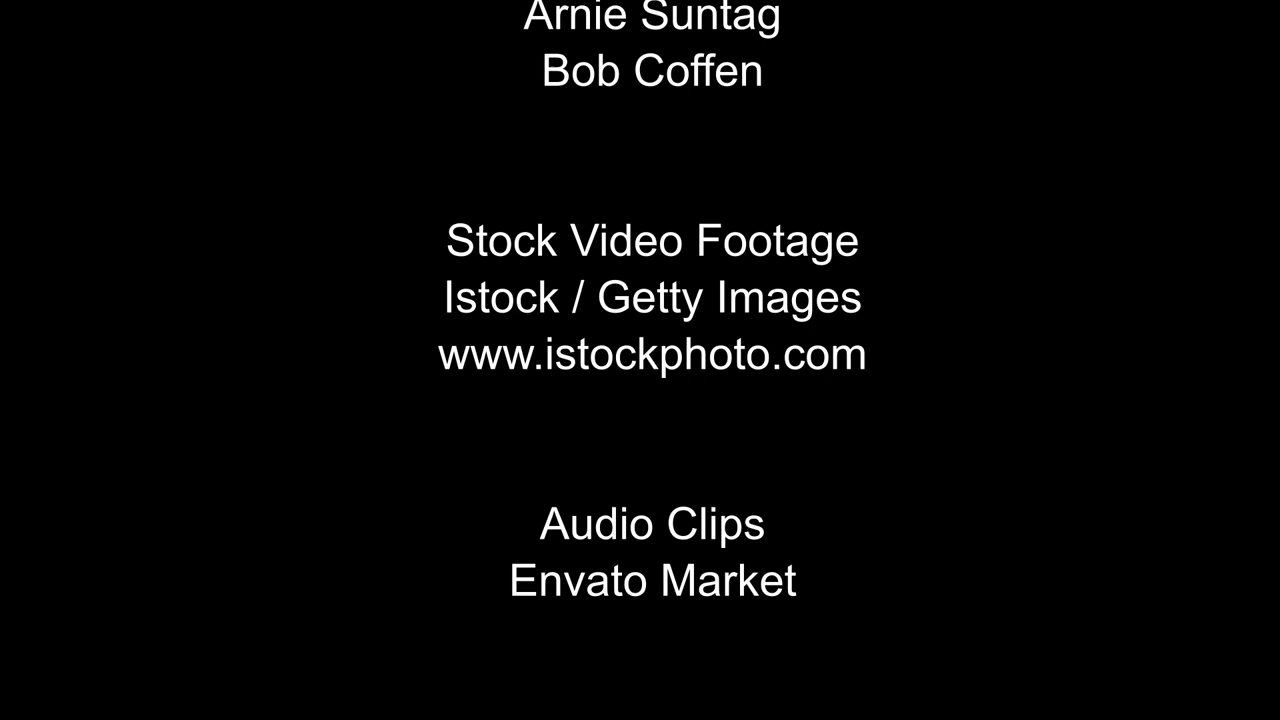 Arnie Suntag
Bob Coffen
Stock Video Footage
Istock / Getty Images
www.istockphoto.com
Audio Clips
Envato Market